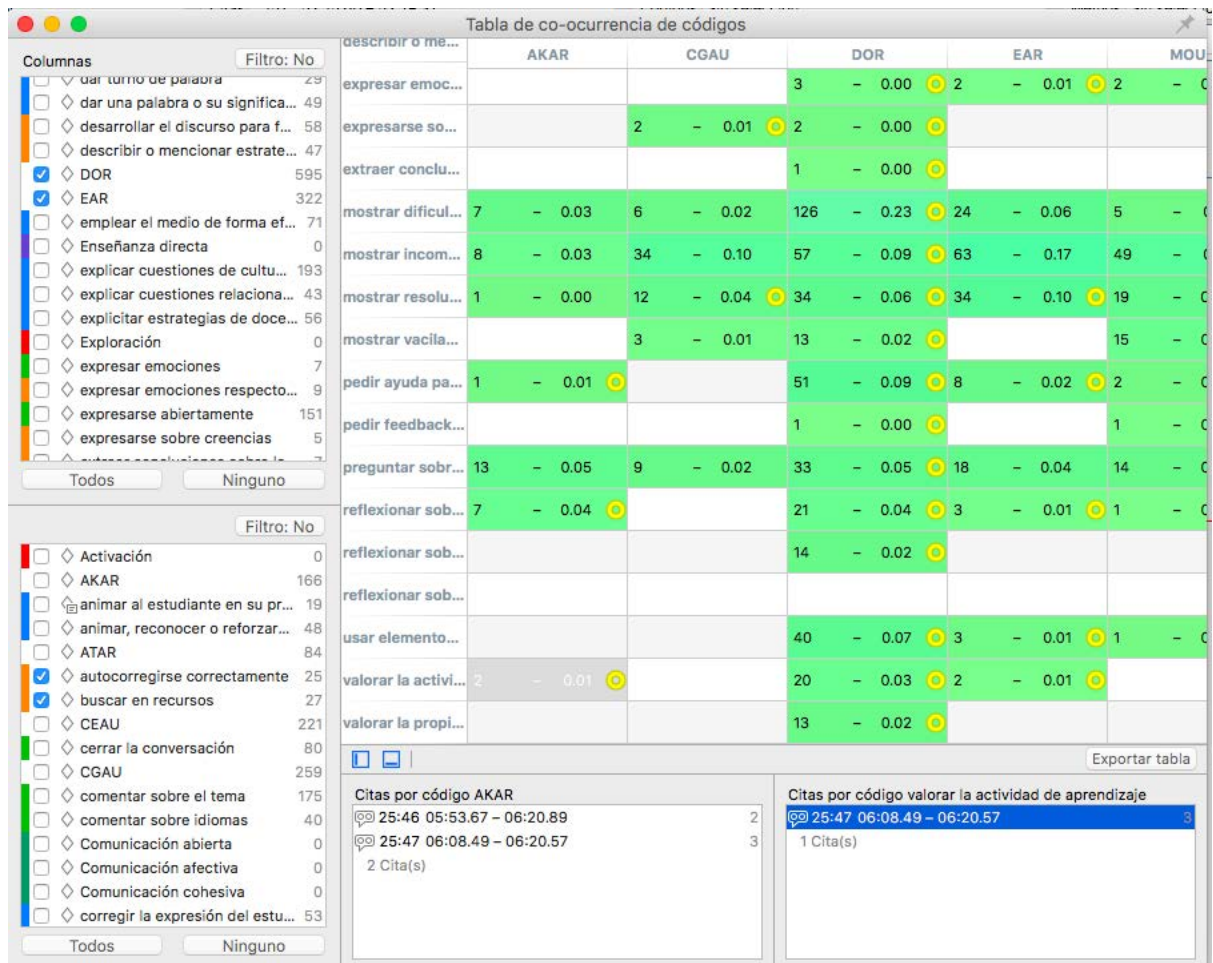 Tabla de co-ocurrencia de códigos
Columnas
Filtro: No
dar turno de palabra 29
dar una palabra o su significa... 49
desarrollar el discurso para f... 58
describir o mencionar estrate... 47
DOR 595
EAR 322
emplear el medio de forma ef... 71
Enseñanza directa 0
explicar cuestiones de cultu... 193
explicar cuestiones relaciona... 43
explicitar estrategias de doce... 56
Exploración 0
expresar emociones 7
expresar emociones respecto... 9
expresarse abiertamente 151
expresarse sobre creencias 5
Todos Ninguno
Filtro: No
Activación 0
AKAR 166
animar al estudiante en su pr... 19
animar, reconocer o reforzar... 48
ATAR 84
autocorregirse correctamente 25
buscar en recursos 27
CEAU 221
cerrar la conversación 80
CGAU 259
comentar sobre el tema 175
comentar sobre idiomas 40
Comunicación abierta 0
Comunicación afectiva 0
Comunicación cohesiva 0
corregir la expresión del estu... 53
Todos Ninguno
describir o me...
AKAR CGAU DOR EAR MOU
expresar emoc... 3 – 0.00 2 – 0.01 2 –
expresarse so... 2 – 0.01 2 – 0.00
extraer conclu... 1 – 0.00
mostrar dificul... 7 – 0.03 6 – 0.02 126 – 0.23 24 – 0.06 5 –
mostrar incom... 8 – 0.03 34 – 0.10 57 – 0.09 63 – 0.17 49 –
mostrar resolu... 1 – 0.00 12 – 0.04 34 – 0.06 34 – 0.10 19 –
mostrar vacila... 3 – 0.01 13 – 0.02 15 –
pedir ayuda pa... 1 – 0.01 51 – 0.09 8 – 0.02 2 –
pedir feedback... 1 – 0.00 1 –
preguntar sobr... 13 – 0.05 9 – 0.02 33 – 0.05 18 – 0.04 14 –
reflexionar sob... 7 – 0.04 21 – 0.04 3 – 0.01 1 –
reflexionar sob... 14 – 0.02
reflexionar sob...
usar elemento... 40 – 0.07 3 – 0.01 1 –
valorar la activi... 2 – 0.01 20 – 0.03 2 – 0.01
valorar la propi... 13 – 0.02
Exportar tabla
Citas por código AKAR
25:46 05:53.67 – 06:20.89 2
25:47 06:08.49 – 06:20.57 3
2 Cita(s)
Citas por código valorar la actividad de aprendizaje
25:47 06:08.49 – 06:20.57 3
1 Cita(s)